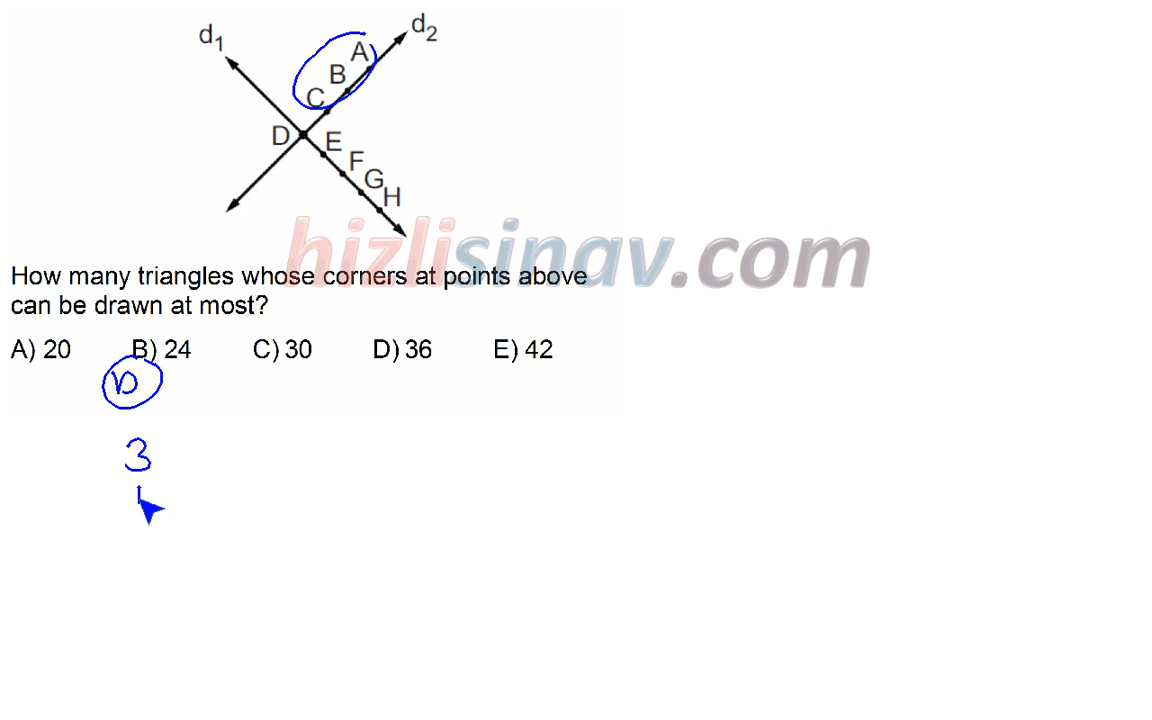 d1
d2
A
B
C
D
E
F
G
H
hizlisinav.com
How many triangles whose corners at points above
can be drawn at most?
A) 20 B) 24 C) 30 D) 36 E) 42
D
3